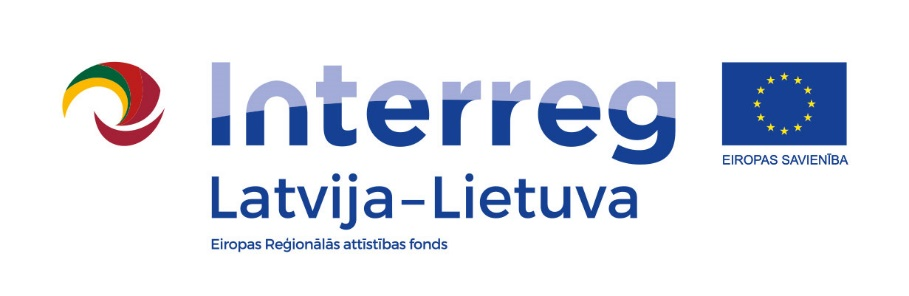 Interreg
EIROPAS SAVIENĪBA
Latvija–Lietuva
Eiropas Reģionālās attīstības fonds